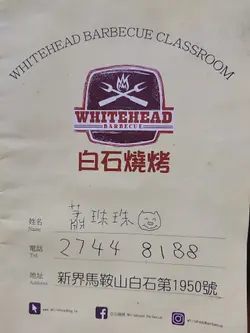 WHITEHEAD BARBECUE CLASSROOM
WHITEHEAD
BARBECUE
白石燒烤
姓名 珠珠
Name
電話 2744 8188
Tel
地址 新界馬鞍山白石第1950號
Address